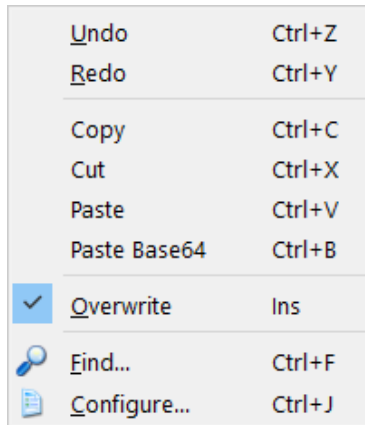 Undo Ctrl+Z
Redo Ctrl+Y
Copy Ctrl+C
Cut Ctrl+X
Paste Ctrl+V
Paste Base64 Ctrl+B
Overwrite Ins
Find... Ctrl+F
Configure... Ctrl+J